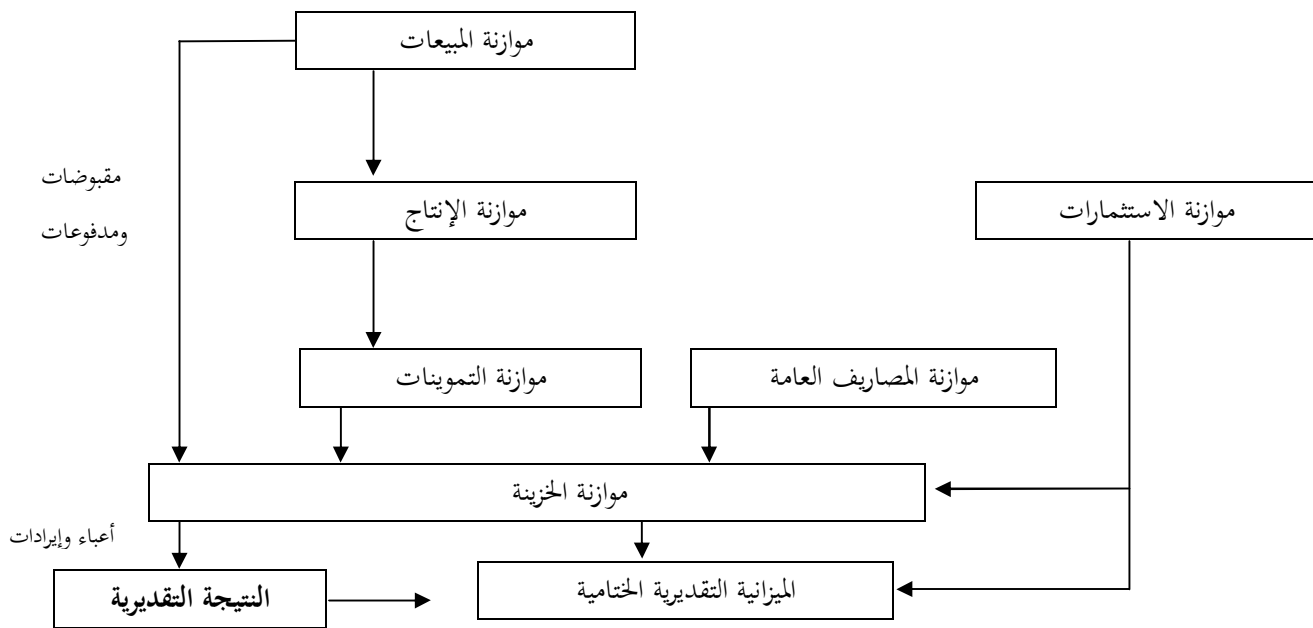 موازنة المبيعات
مقبوضات
ومدفوعات
موازنة الاستثمارات
موازنة الإنتاج
موازنة المصاريف العامة
موازنة التموينات
موازنة الخزينة
أعباء وإيرادات
الميزانية التقديرية الختامية
النتيجة التقديرية